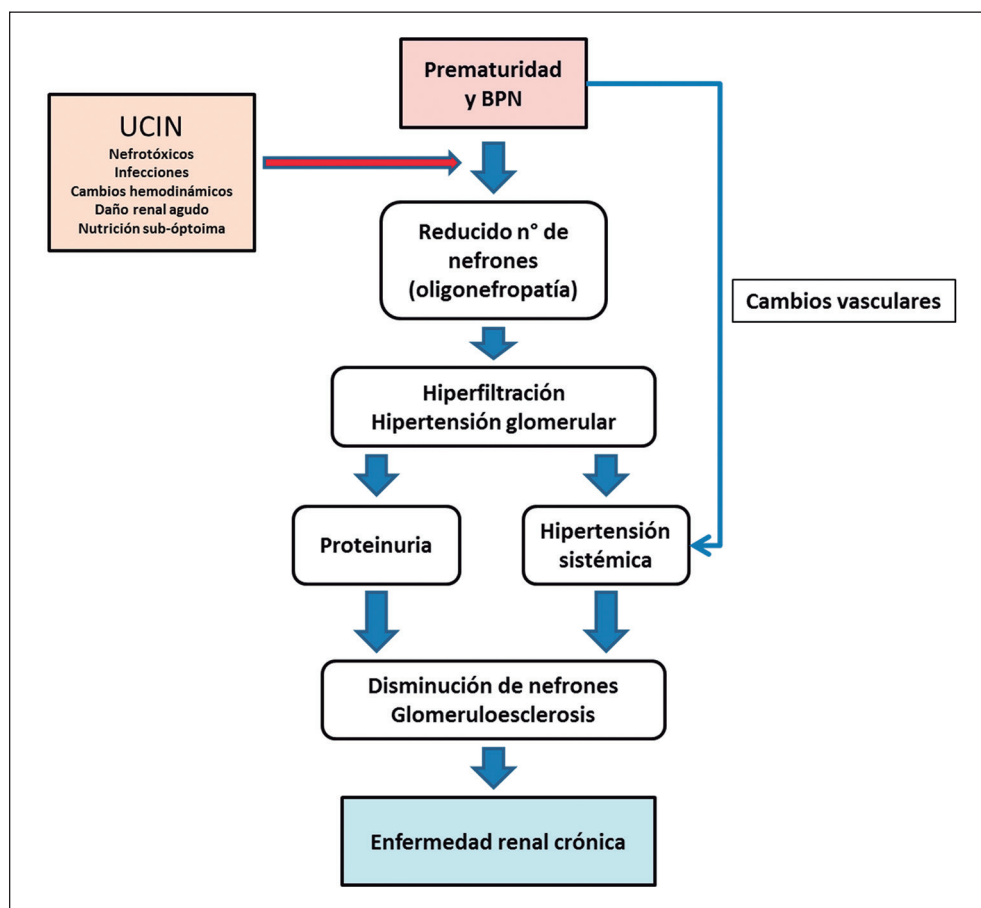 Prematuridad
y BPN
UCIN
Nefrotóxicos
Infecciones
Cambios hemodinámicos
Daño renal agudo
Nutrición sub-óptoima
Reducido n° de
nefrones
(oligonefropatía)
Cambios vasculares
Hiperfiltración
Hipertensión glomerular
Proteinuria
Hipertensión
sistémica
Disminución de nefrones
Glomeruloesclerosis
Enfermedad renal crónica